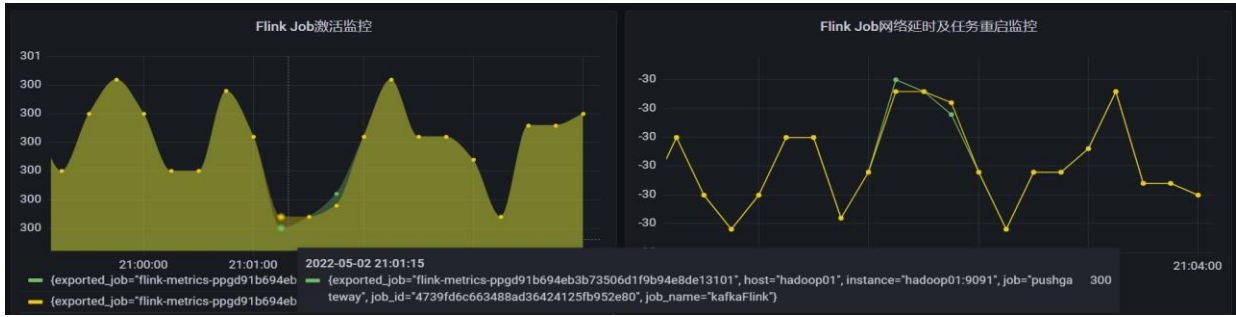 Flink Job激活监控
301
300
300
300
300
300
300
21:00:00
21:01:00
{exported_job="flink-metrics-ppgd91b694eb
{exported_job="flink-metrics-ppgd91b694eb
Flink Job网络延时及任务重启监控
-30
-30
-30
-30
-30
-30
21:04:00
2022-05-02 21:01:15
{exported_job="flink-metrics-ppgd91b694eb3b73506d1f9b94e8de13101", host="hadoop01", instance="hadoop01:9091", job="pushga 300
teway", job_id="4739fd6c663488ad36424125fb952e80", job_name="kafkaFlink"}